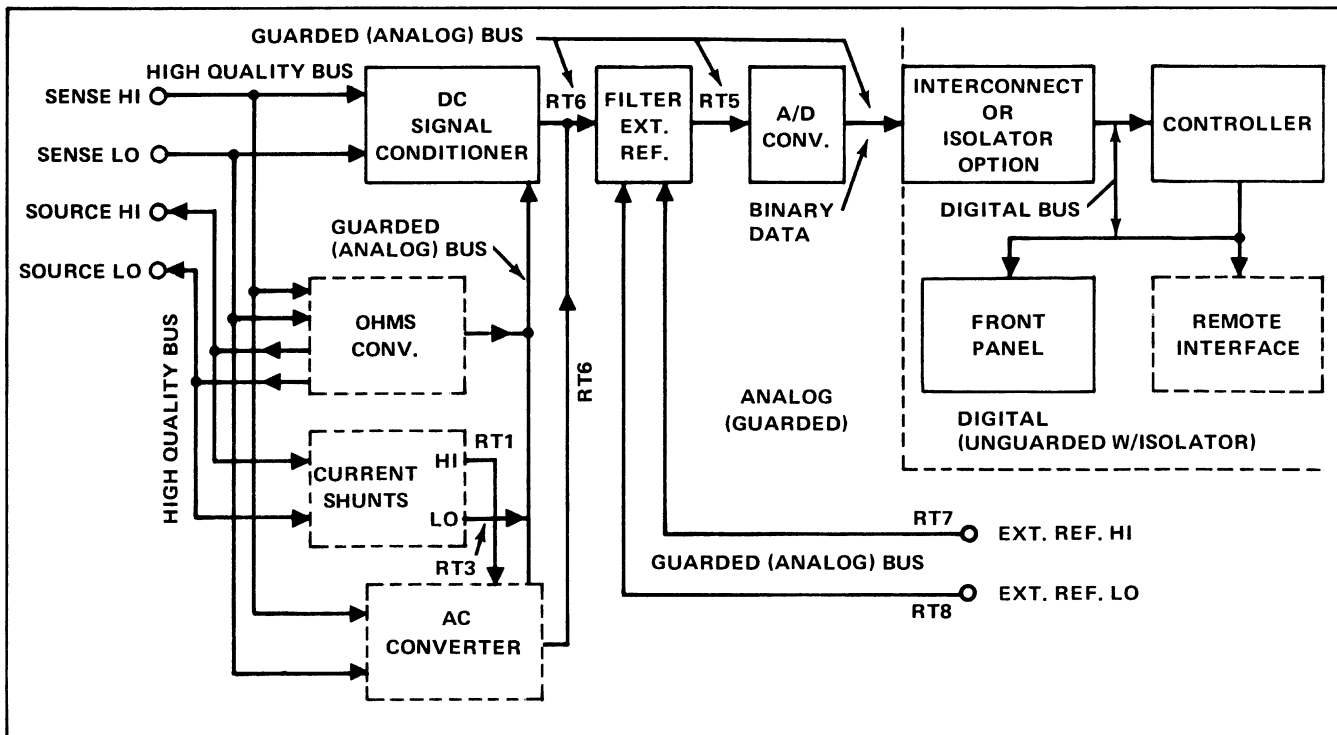 GUARDED (ANALOG) BUS
HIGH QUALITY BUS
SENSE HI
SENSE LO
SOURCE HI
SOURCE LO
HIGH QUALITY BUS
DC
SIGNAL
CONDITIONER
RT6
FILTER
EXT.
REF.
RT5
A/D
CONV.
BINARY
DATA
INTERCONNECT
OR
ISOLATOR
OPTION
CONTROLLER
DIGITAL BUS
FRONT
PANEL
REMOTE
INTERFACE
DIGITAL
(UNGUARDED W/ISOLATOR)
ANALOG
(GUARDED)
GUARDED
(ANALOG) BUS
OHMS
CONV.
RT6
RT1
HI
CURRENT
SHUNTS
LO
RT3
AC
CONVERTER
RT7
EXT. REF. HI
GUARDED (ANALOG) BUS
RT8
EXT. REF. LO